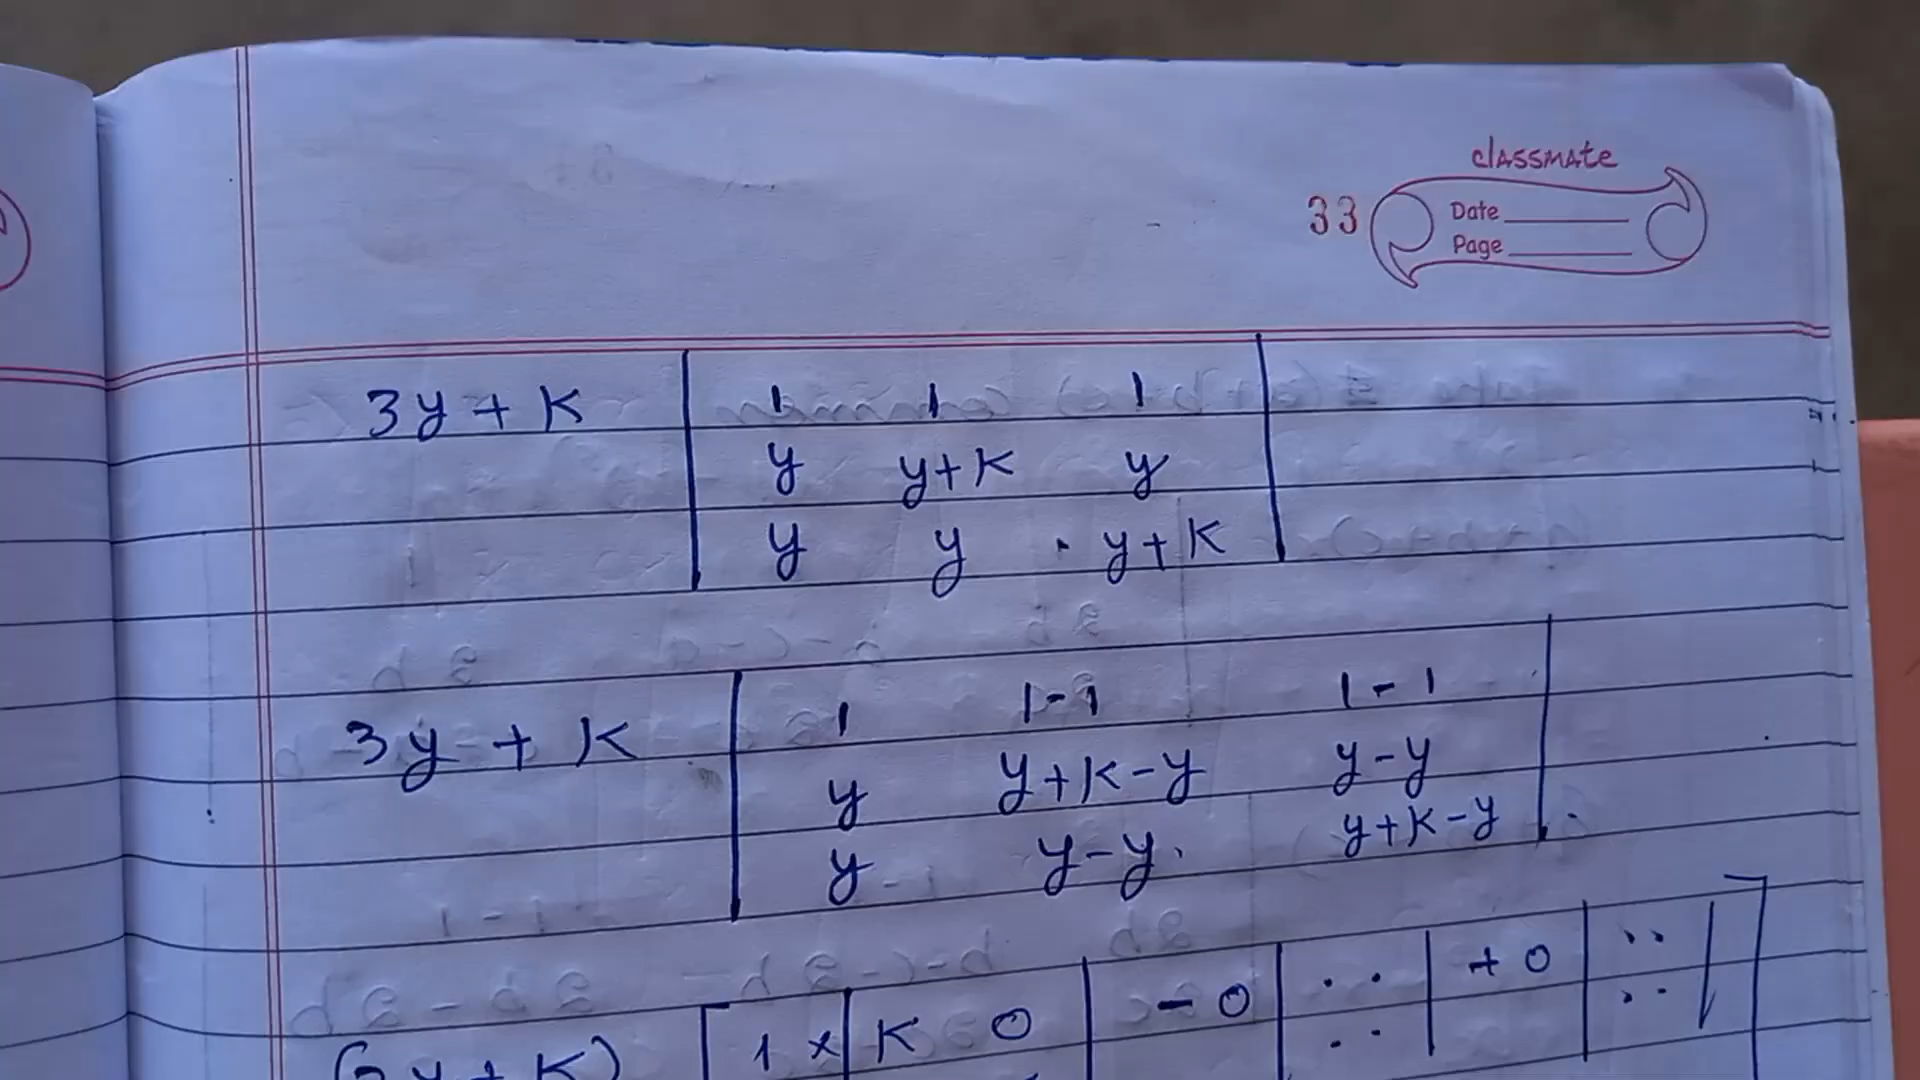 classmate
33
Date
Page
3y + K | 1 1 1 |
y y+K y
y y y+K
3y + K | 1 1-1 1-1 |
y y+K-y y-y
y y-y y+K-y
[ 1 × | K 0 | - 0 | | + 0 | | ]